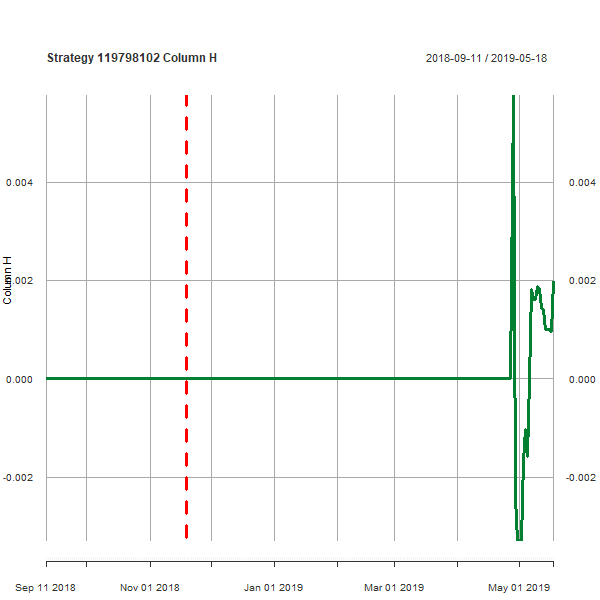 Strategy 119798102 Column H
2018-09-11 / 2019-05-18
0.004
0.004
0.002
0.002
Column H
0.000
0.000
-0.002
-0.002
Sep 11 2018
Nov 01 2018
Jan 01 2019
Mar 01 2019
May 01 2019